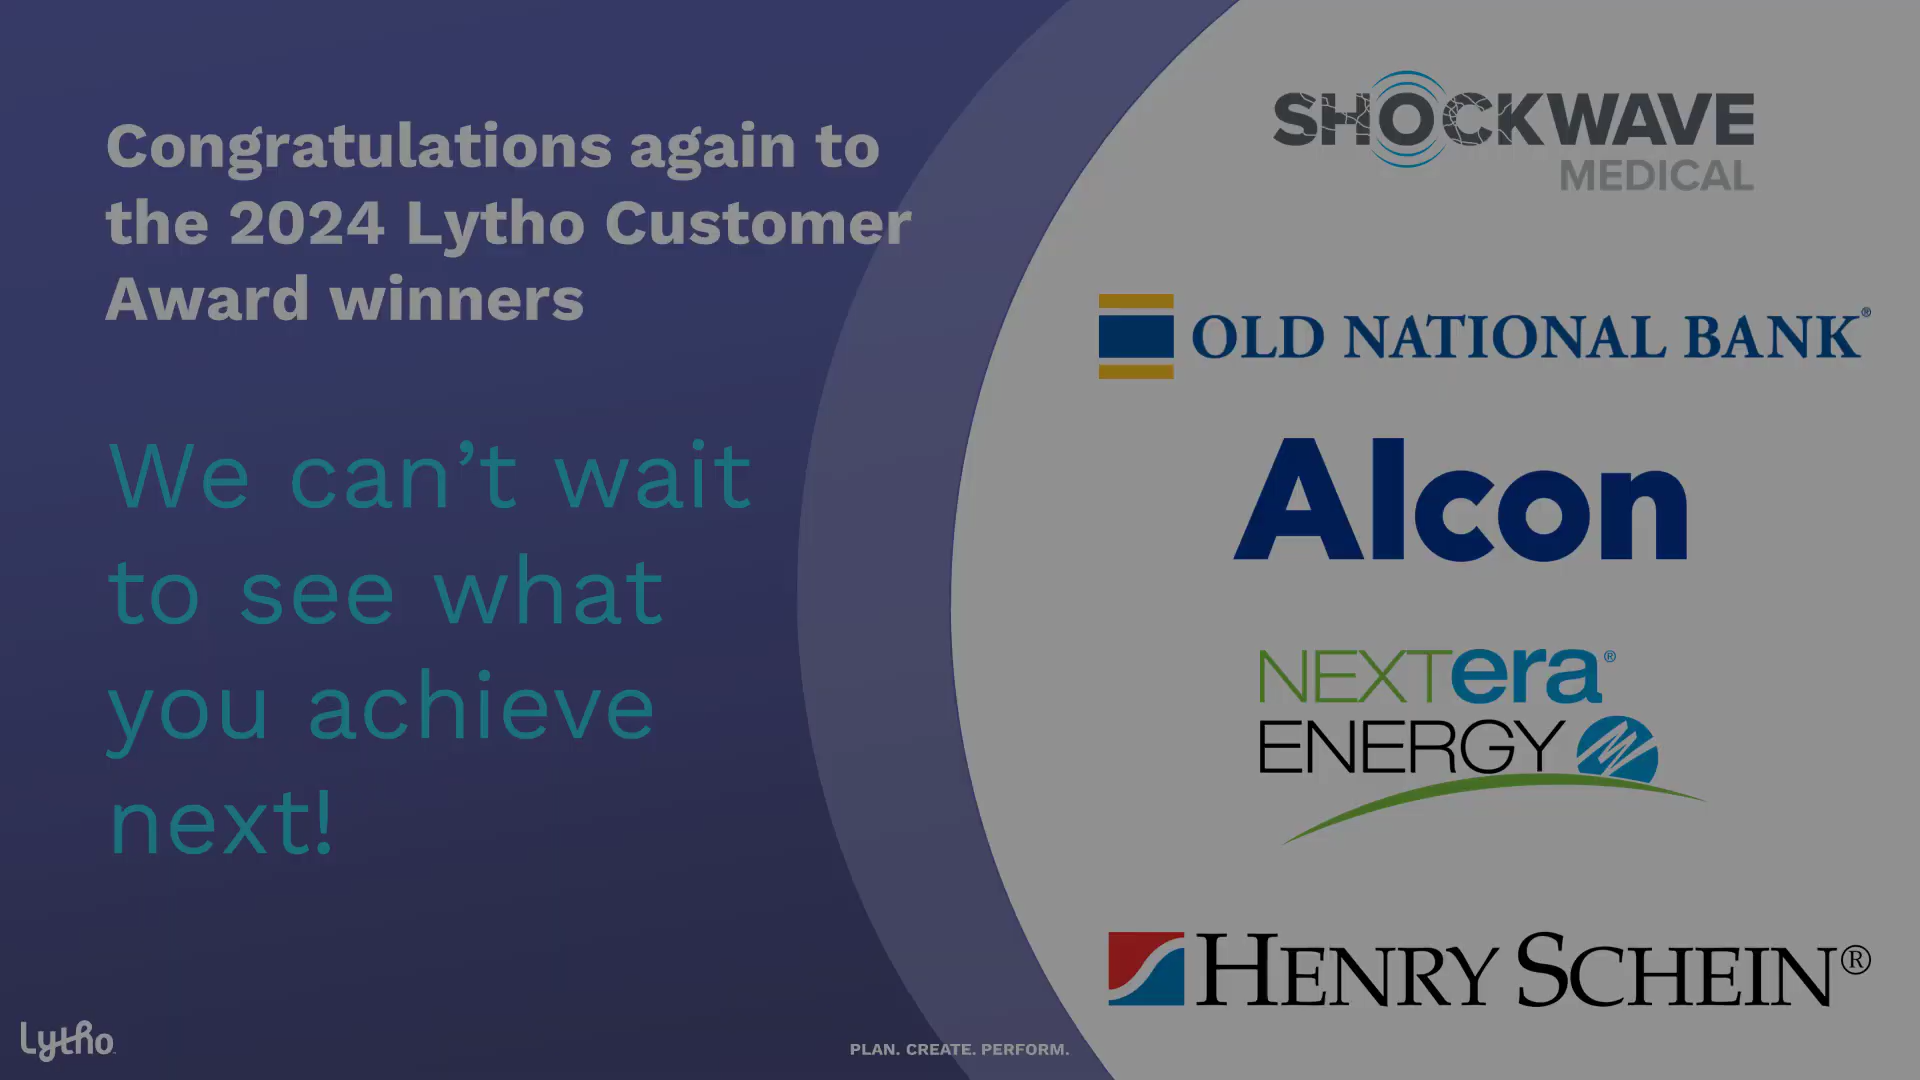 Congratulations again to
the 2024 Lytho Customer
Award winners
We can’t wait
to see what
you achieve
next!
SHOCKWAVE
MEDICAL
OLD NATIONAL BANK®
Alcon
NEXTera®
ENERGY
HENRY SCHEIN®
Lytho
PLAN. CREATE. PERFORM.